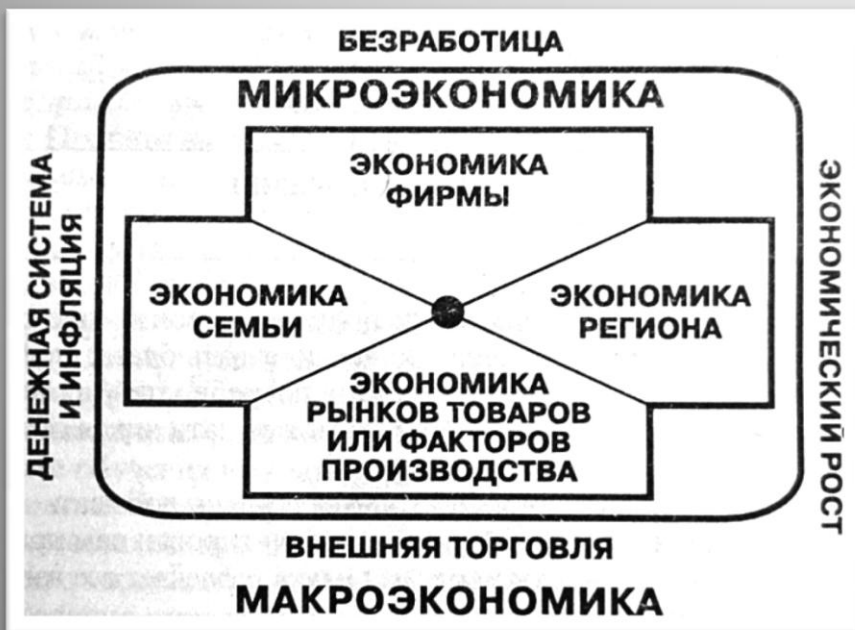 БЕЗРАБОТИЦА
МИКРОЭКОНОМИКА
ЭКОНОМИКА
ФИРМЫ
ДЕНЕЖНАЯ СИСТЕМА
И ИНФЛЯЦИЯ
ЭКОНОМИКА
СЕМЬИ
ЭКОНОМИКА
РЕГИОНА
ЭКОНОМИЧЕСКИЙ РОСТ
ЭКОНОМИКА
РЫНКОВ ТОВАРОВ
ИЛИ ФАКТОРОВ
ПРОИЗВОДСТВА
ВНЕШНЯЯ ТОРГОВЛЯ
МАКРОЭКОНОМИКА